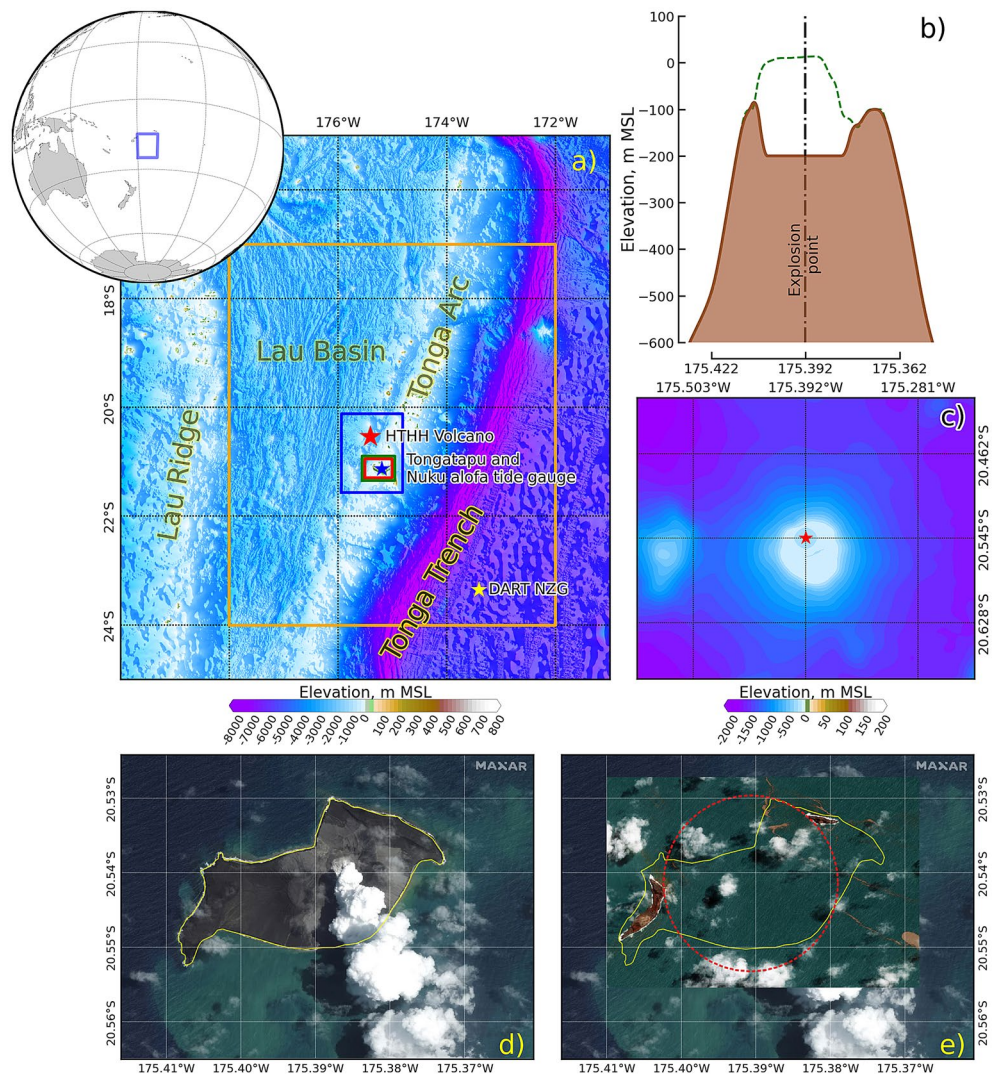 176°W 174°W 172°W
a)
18°S
20°S
22°S
24°S
Lau Basin
Tonga Arc
Lau Ridge
HTHH Volcano
Tongatapu and
Nuku alofa tide gauge
Tonga Trench
DART NZG
Elevation, m MSL
-8000 -7000 -6000 -5000 -4000 -3000 -2000 -1000 0 100 200 300 400 500 600 700 800
b)
Elevation, m MSL
100
0
−100
−200
−300
−400
−500
−600
Explosion
point
175.422 175.392 175.362
175.503°W 175.392°W 175.281°W
c)
20.462°S
20.545°S
20.628°S
Elevation, m MSL
-2000 -1500 -1000 -500 0 50 100 150 200
MAXAR
20.53°S
20.54°S
20.55°S
20.56°S
d)
175.41°W 175.40°W 175.39°W 175.38°W 175.37°W
MAXAR
20.53°S
20.54°S
20.55°S
20.56°S
e)
175.41°W 175.40°W 175.39°W 175.38°W 175.37°W